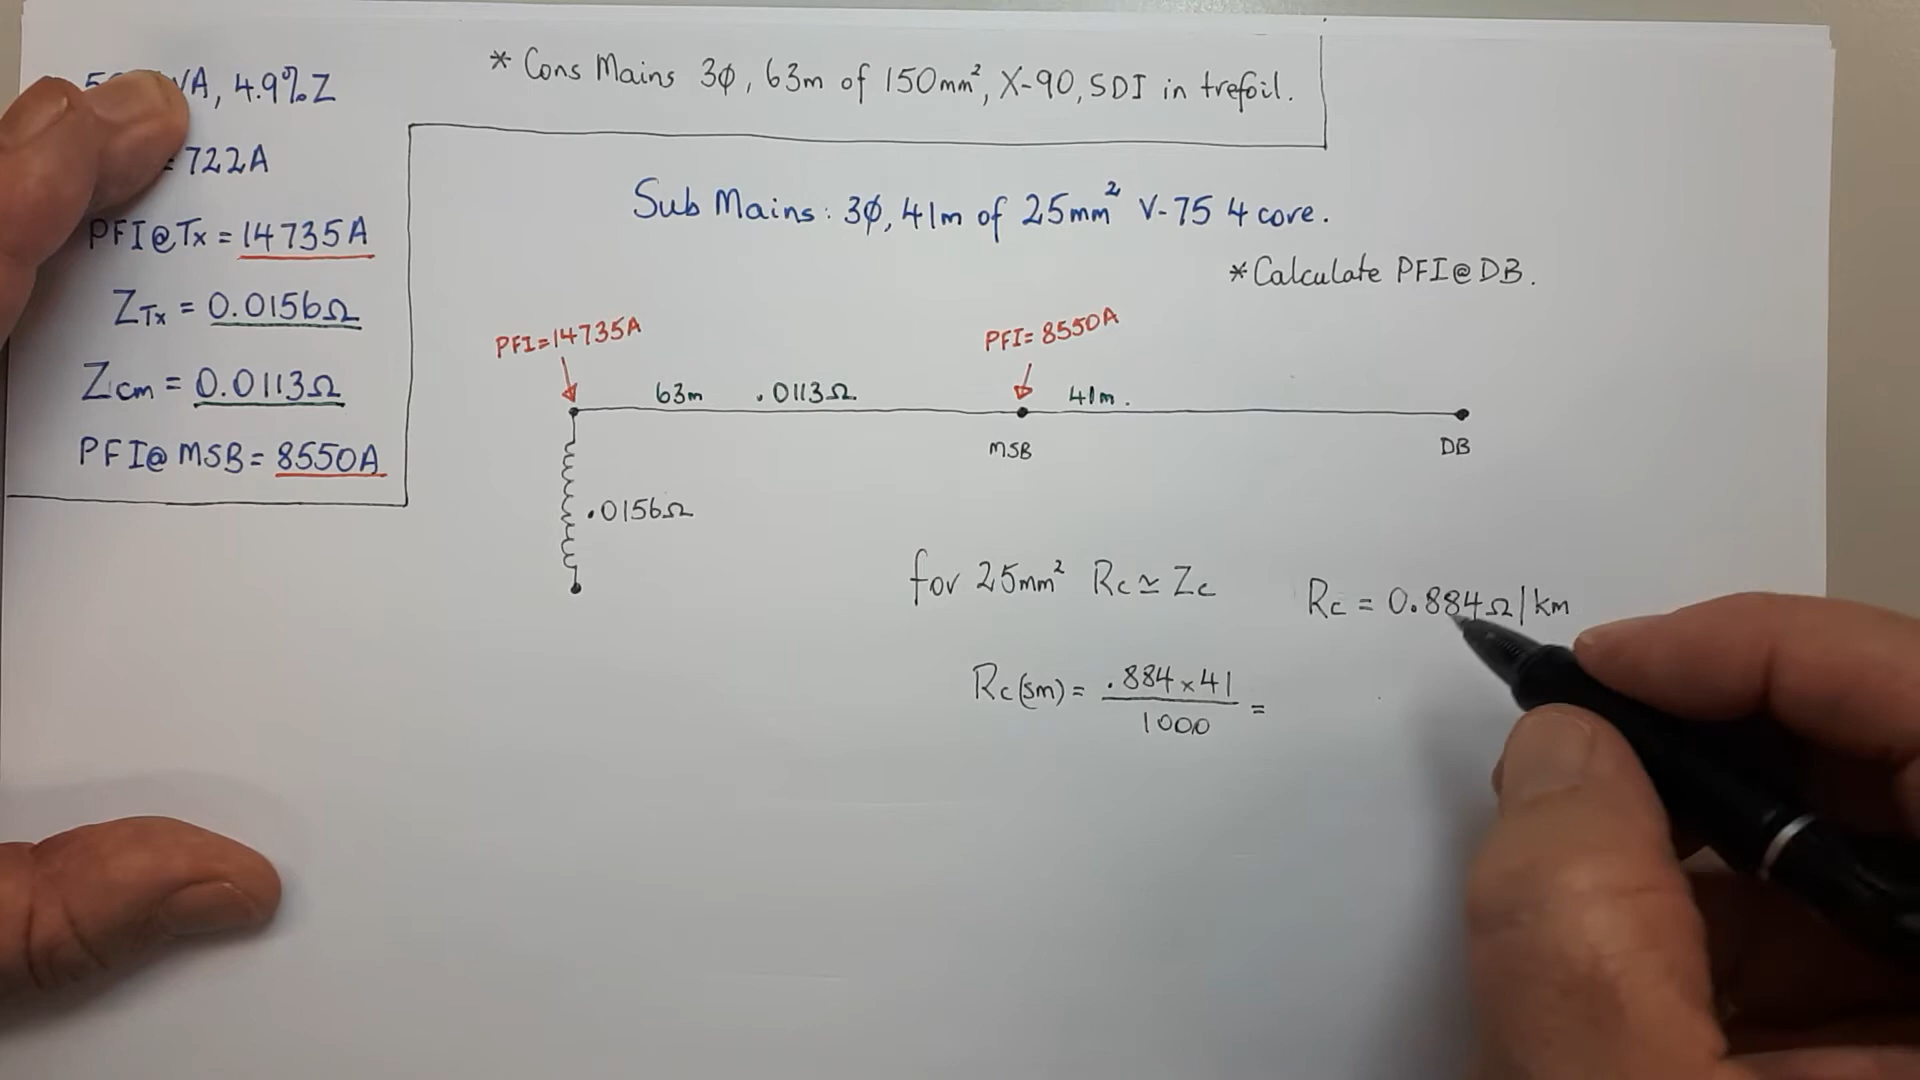 * Cons Mains 3Ø, 63m of 150mm², X-90, SDI in trefoil.
VA, 4.9%Z
= 722A
PFI@Tx = 14735A
ZTx = 0.0156Ω
Zcm = 0.0113Ω
PFI@MSB = 8550A
Sub Mains: 3Ø, 41m of 25mm² V-75 4 core.
*Calculate PFI@DB.
PFI=14735A
PFI= 8550A
63m .0113Ω
41m.
MSB
DB
.0156Ω
for 25mm² Rc ≃ Zc
Rc = 0.884Ω/km
Rc(sm) = .884 x 41 =
1000